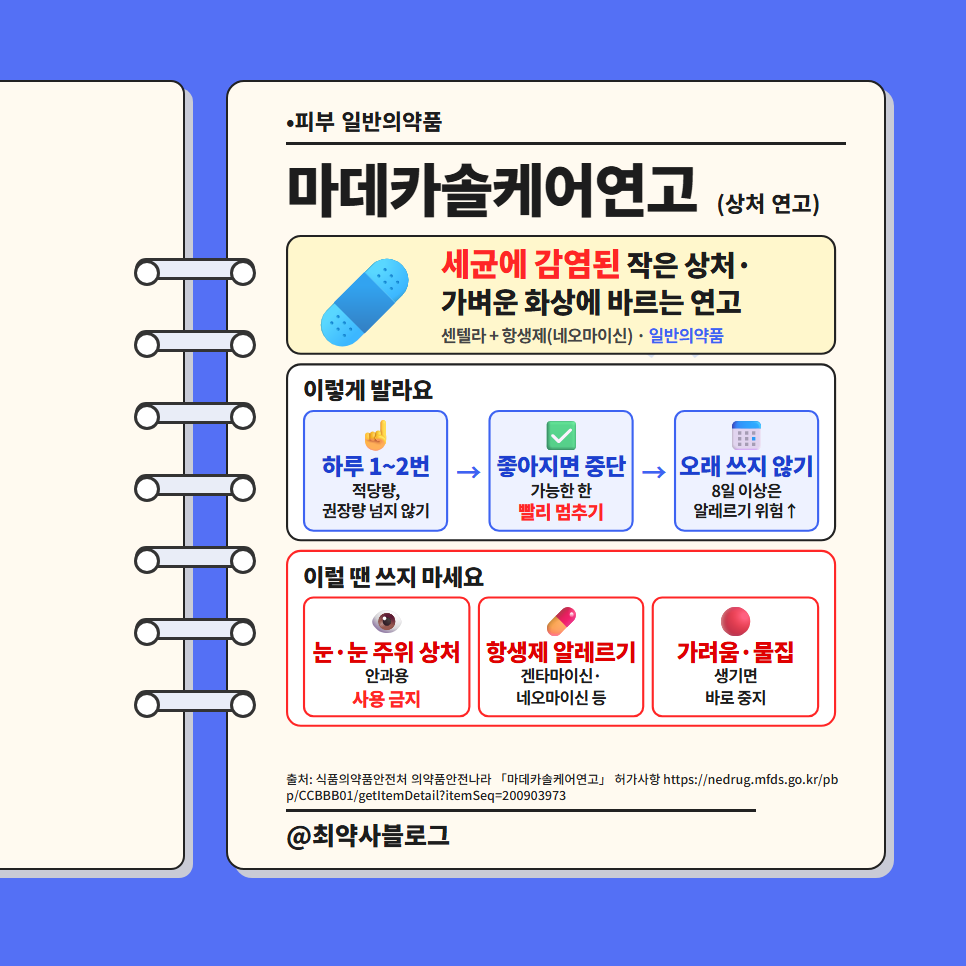 •피부 일반의약품
마데카솔케어연고 (상처 연고)
세균에 감염된 작은 상처·
가벼운 화상에 바르는 연고
센텔라 + 항생제(네오마이신) · 일반의약품
이렇게 발라요
하루 1~2번
적당량,
권장량 넘지 않기
→
좋아지면 중단
가능한 한
빨리 멈추기
→
오래 쓰지 않기
8일 이상은
알레르기 위험↑
이럴 땐 쓰지 마세요
눈·눈 주위 상처
안과용
사용 금지
항생제 알레르기
겐타마이신·
네오마이신 등
가려움·물집
생기면
바로 중지
출처: 식품의약품안전처 의약품안전나라 「마데카솔케어연고」 허가사항 https://nedrug.mfds.go.kr/pb
p/CCBBB01/getItemDetail?itemSeq=200903973
@최약사블로그